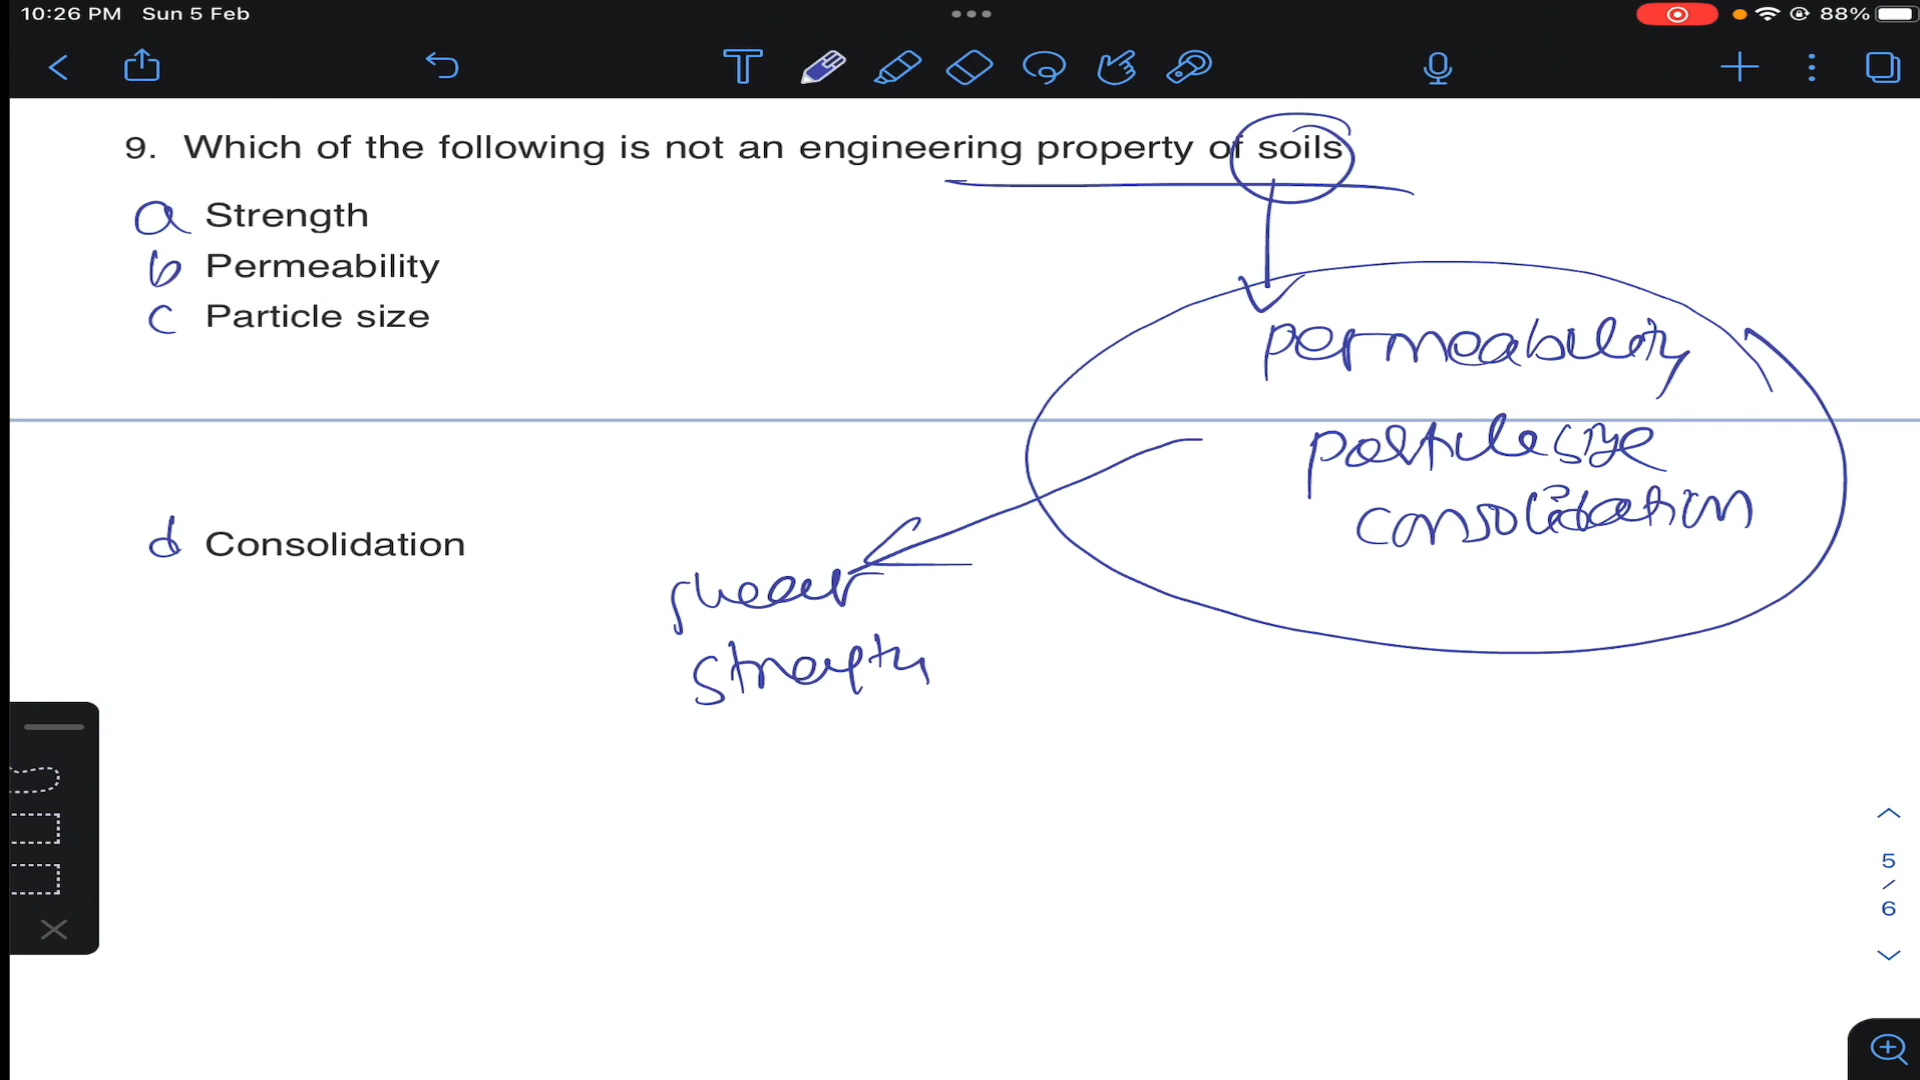 10:26 PM Sun 5 Feb
88%
9. Which of the following is not an engineering property of soils
a Strength
b Permeability
c Particle size
permeability
particle size
consolidation
d Consolidation
shear
strength
5
/
6